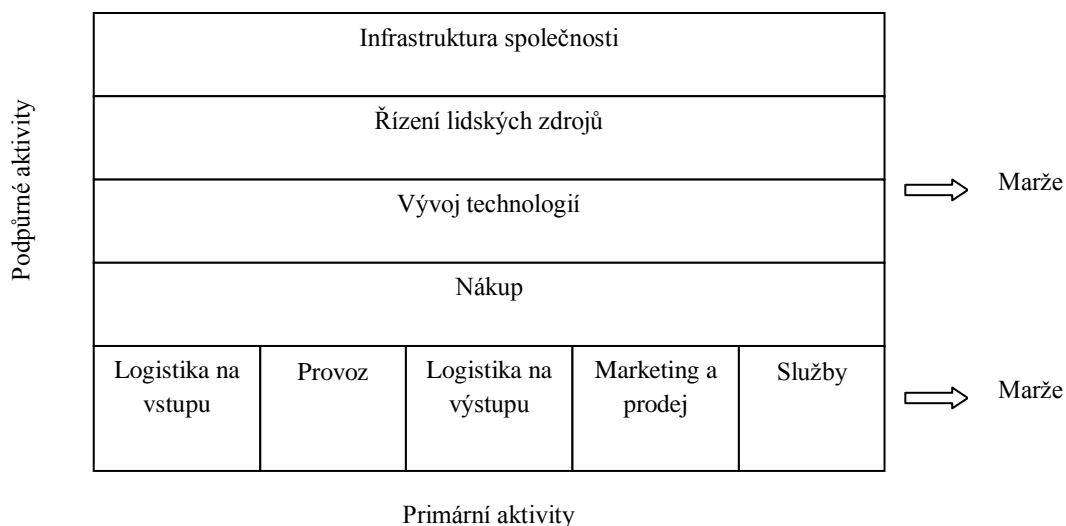 Infrastruktura společnosti
Řízení lidských zdrojů
Vývoj technologií
Nákup
Podpůrné aktivity
Marže
Logistika na
vstupu
Provoz
Logistika na
výstupu
Marketing a
prodej
Služby
Marže
Primární aktivity